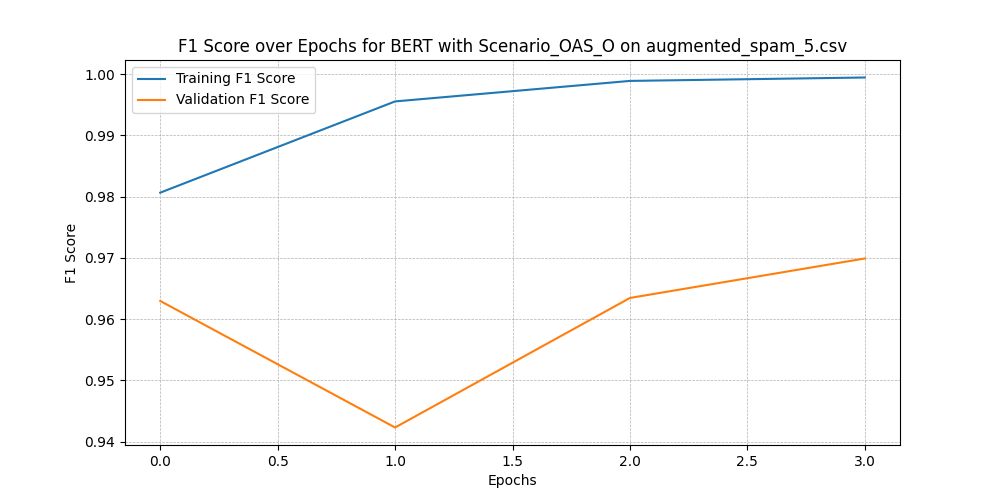 F1 Score over Epochs for BERT with Scenario_OAS_O on augmented_spam_5.csv
Training F1 Score
Validation F1 Score
1.00
0.99
0.98
0.97
0.96
0.95
0.94
F1 Score
0.0
0.5
1.0
1.5
2.0
2.5
3.0
Epochs